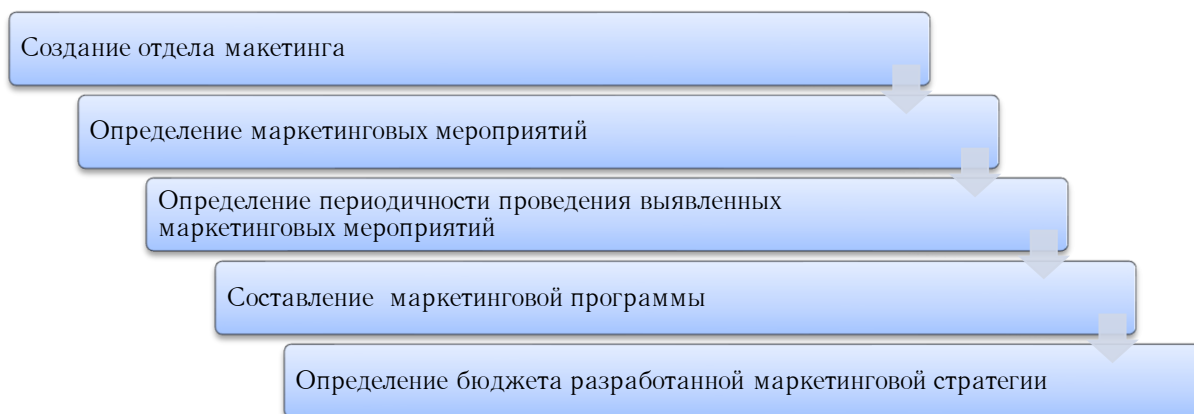 Создание отдела макетинга
Определение маркетинговых мероприятий
Определение периодичности проведения выявленных
маркетинговых мероприятий
Составление  маркетинговой программы
Определение бюджета разработанной маркетинговой стратегии